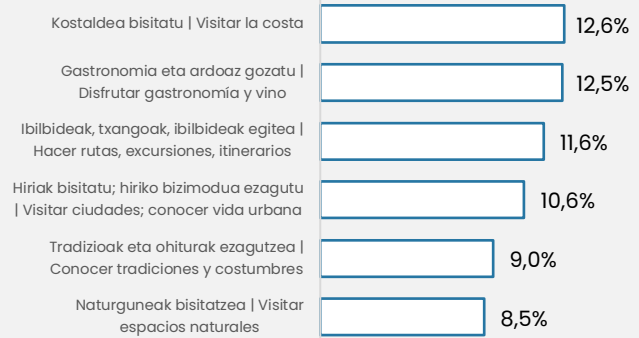 Kostaldea bisitatu | Visitar la costa
12,6%
Gastronomia eta ardoaz gozatu |
Disfrutar gastronomía y vino
12,5%
Ibilbideak, txangoak, ibilbideak egitea |
Hacer rutas, excursiones, itinerarios
11,6%
Hiriak bisitatu; hiriko bizimodua ezagutu
| Visitar ciudades; conocer vida urbana
10,6%
Tradizioak eta ohiturak ezagutzea |
Conocer tradiciones y costumbres
9,0%
Naturguneak bisitatzea | Visitar
espacios naturales
8,5%